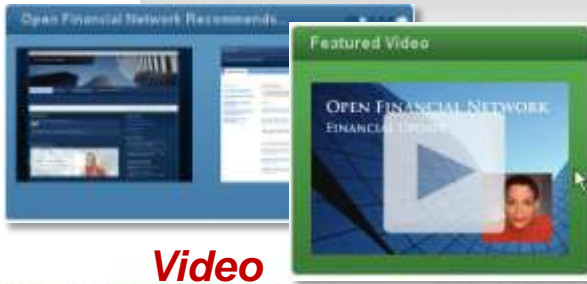 Open Financial Network Recommends
Featured Video
OPEN FINANCIAL NETWORK
FINANCIAL UPDATE
Video